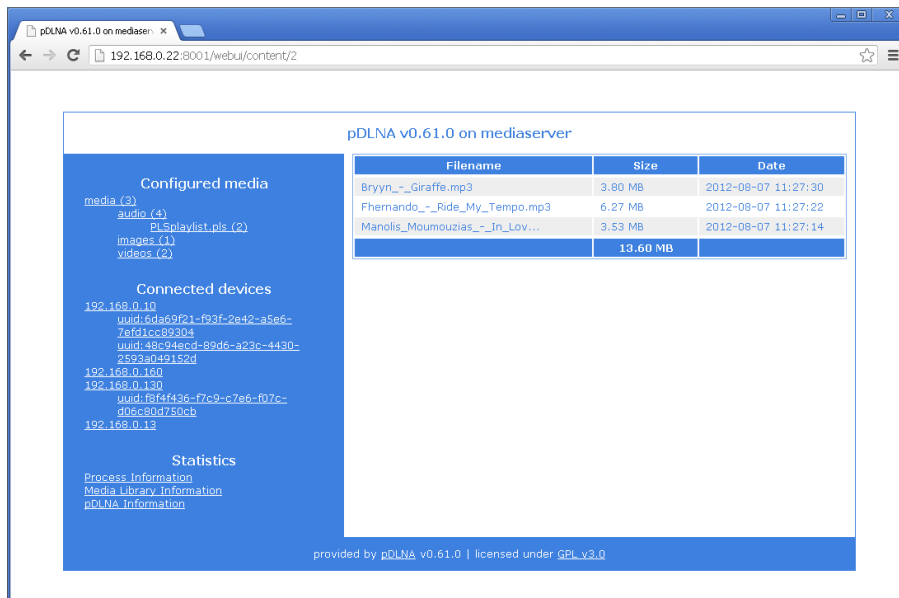 pDLNA v0.61.0 on mediaserv
192.168.0.22:8001/webui/content/2
pDLNA v0.61.0 on mediaserver
Configured media
media (3)
audio (4)
PLSplaylist.pls (2)
images (1)
videos (2)
Connected devices
192.168.0.10
uuid:6da69f21-f93f-2e42-a5e6-
7efd1cc89304
uuid:48c94ecd-89d6-a23c-4430-
2593a049152d
192.168.0.160
192.168.0.130
uuid:f8f4f436-f7c9-c7e6-f07c-
d06c80d750cb
192.168.0.13
Statistics
Process Information
Media Library Information
pDLNA Information
Filename Size Date
Bryyn_-_Giraffe.mp3 3.80 MB 2012-08-07 11:27:30
Fhernando_-_Ride_My_Tempo.mp3 6.27 MB 2012-08-07 11:27:22
Manolis_Moumouzias_-_In_Lov... 3.53 MB 2012-08-07 11:27:14
13.60 MB
provided by pDLNA v0.61.0 | licensed under GPL v3.0